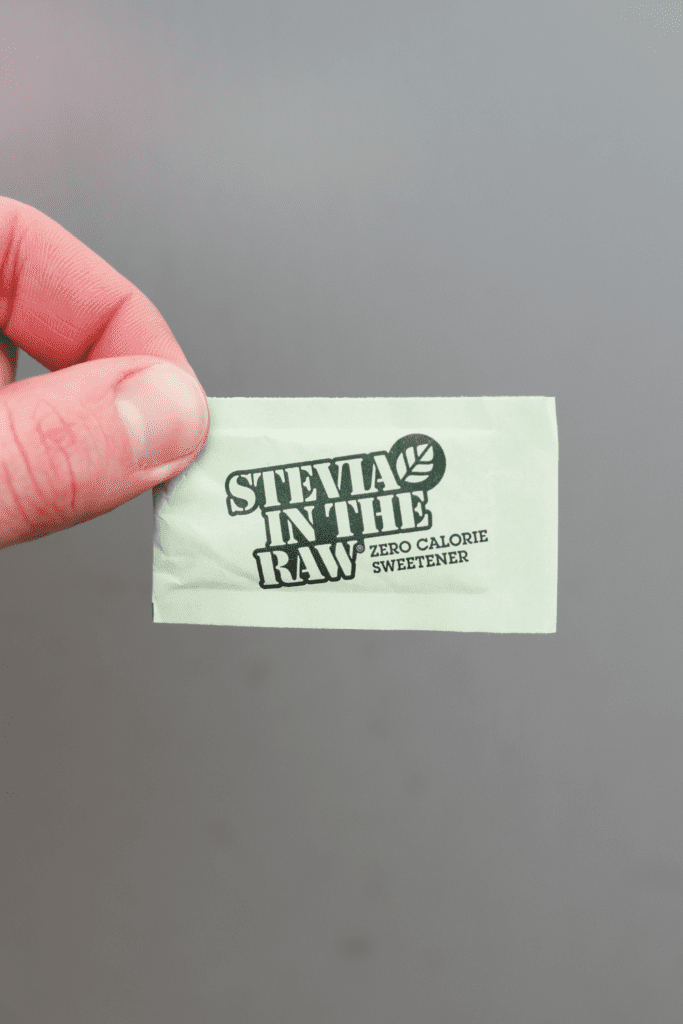 STEVIA
IN THE
RAW®
ZERO CALORIE
SWEETENER